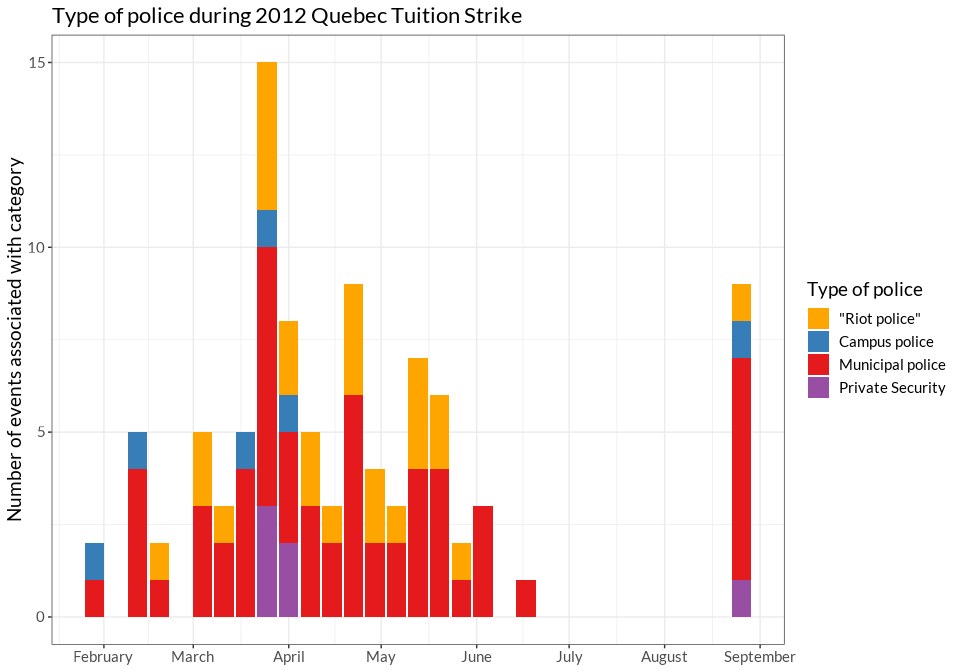 Type of police during 2012 Quebec Tuition Strike
Number of events associated with category
15
10
5
0
February March April May June July August September
Type of police
"Riot police"
Campus police
Municipal police
Private Security